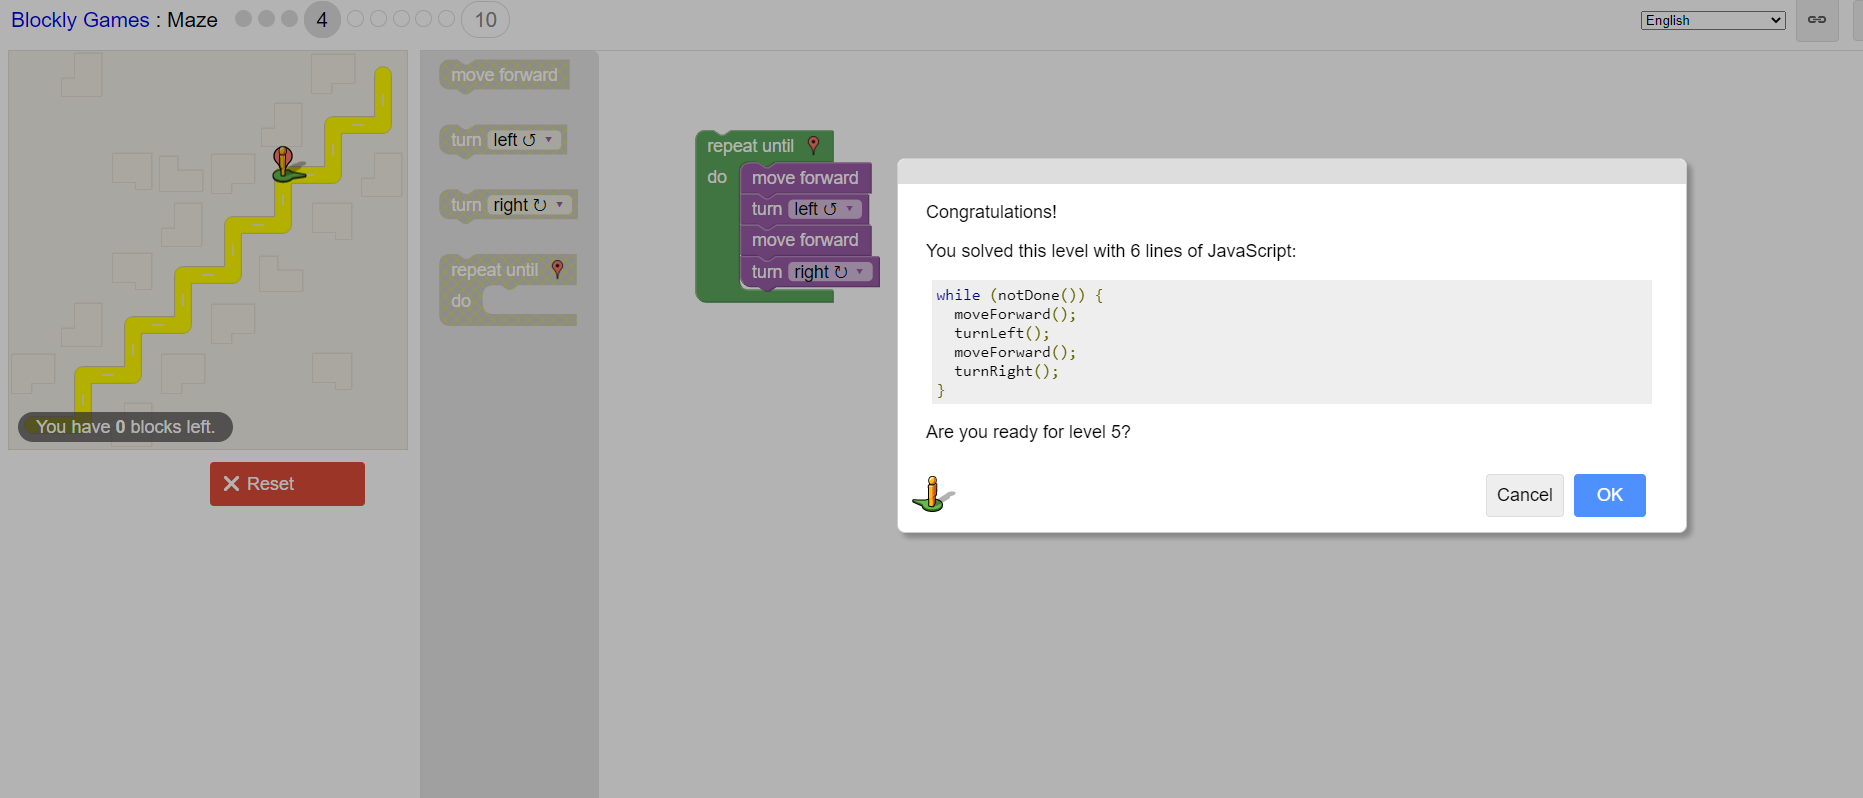 Blockly Games : Maze 4 10
English
You have 0 blocks left.
Reset
move forward
turn left ↺ ▼
turn right ↻ ▼
repeat until
do
repeat until
do
move forward
turn left ↺ ▼
move forward
turn right ↻ ▼
Congratulations!
You solved this level with 6 lines of JavaScript:
while (notDone()) {
  moveForward();
  turnLeft();
  moveForward();
  turnRight();
}
Are you ready for level 5?
Cancel OK